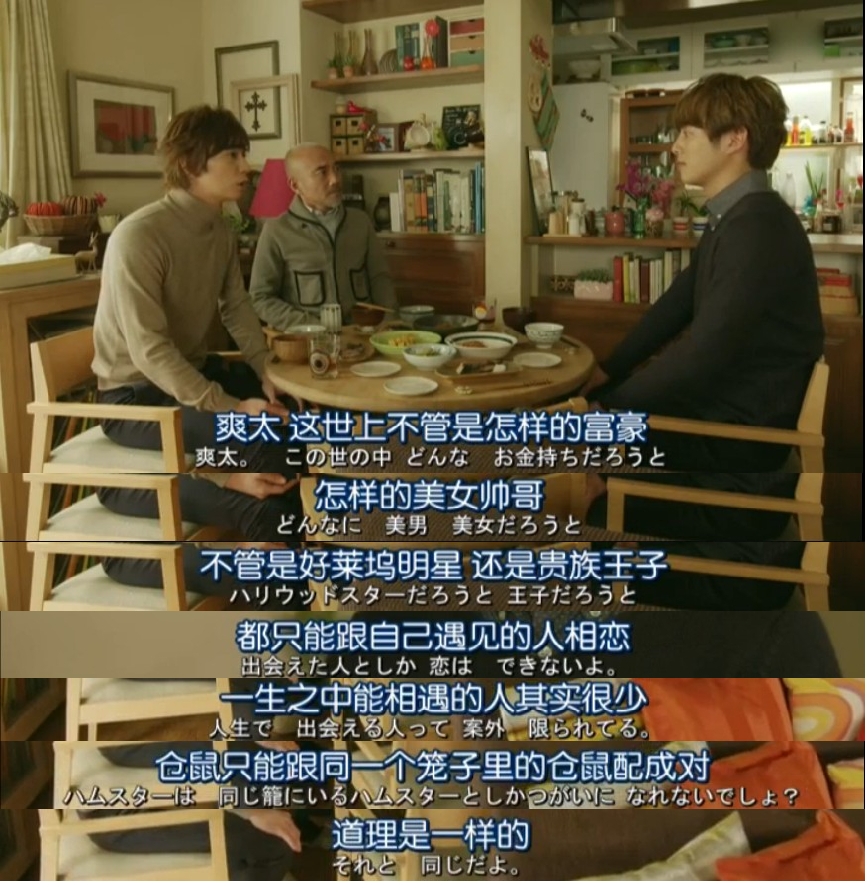 爽太 这世上不管是怎样的富豪
爽太。 この世の中 どんな お金持ちだろうと
怎样的美女帅哥
どんなに 美男 美女だろうと
不管是好莱坞明星 还是贵族王子
ハリウッドスターだろうと 王子だろうと
都只能跟自己遇见的人相恋
出会えた人としか 恋は できないよ。
一生之中能相遇的人其实很少
人生で 出会える人って 案外 限られてる。
仓鼠只能跟同一个笼子里的仓鼠配成对
ハムスターは 同じ籠にいるハムスターとしかつがいに なれないでしょ？
道理是一样的
それと 同じだよ。